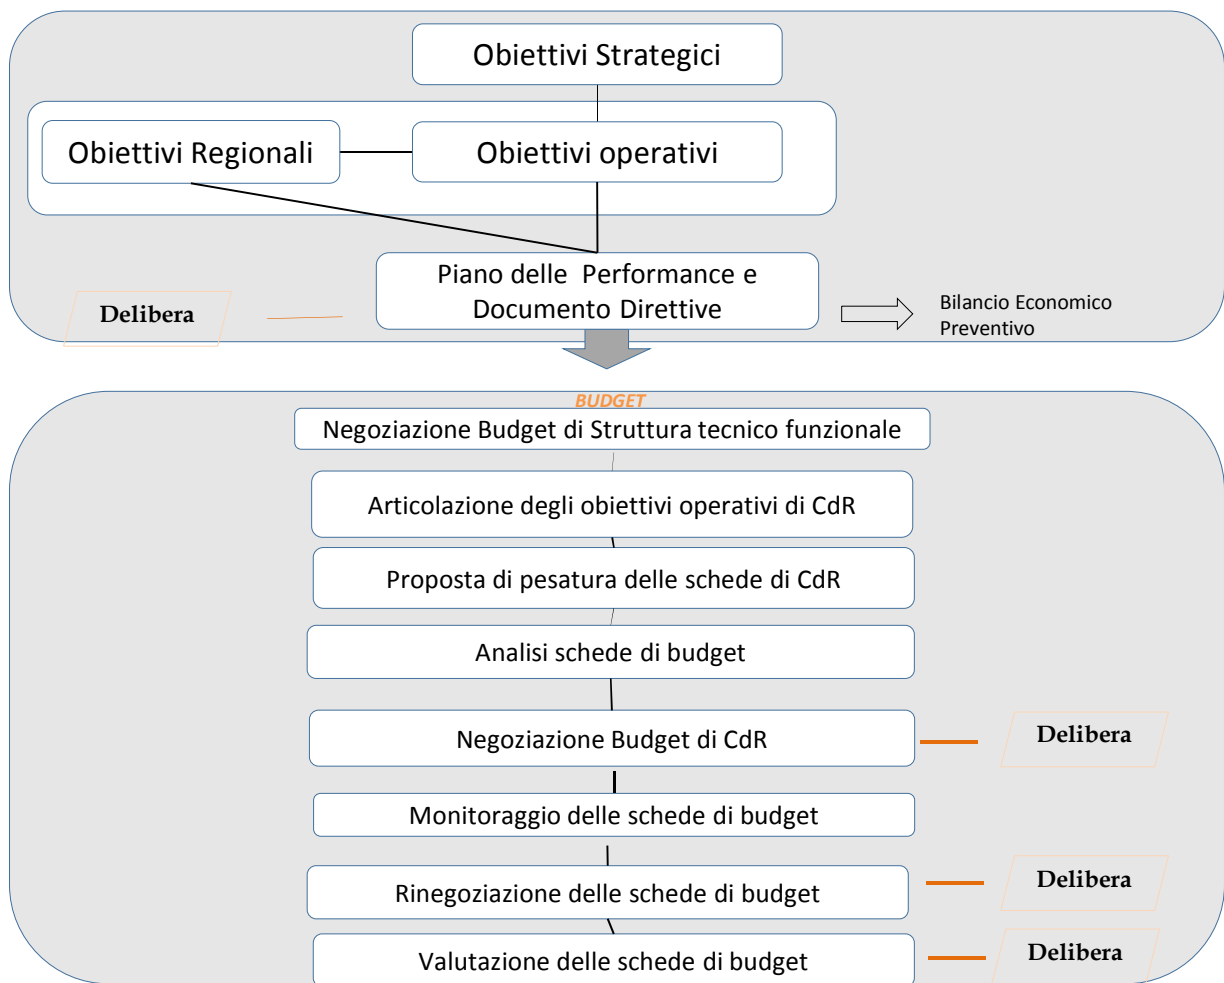 Obiettivi Strategici
Obiettivi Regionali
Obiettivi operativi
Piano delle Performance e
Documento Direttive
Delibera
Bilancio Economico
Preventivo
BUDGET
Negoziazione Budget di Struttura tecnico funzionale
Articolazione degli obiettivi operativi di CdR
Proposta di pesatura delle schede di CdR
Analisi schede di budget
Negoziazione Budget di CdR
Delibera
Monitoraggio delle schede di budget
Rinegoziazione delle schede di budget
Delibera
Valutazione delle schede di budget
Delibera